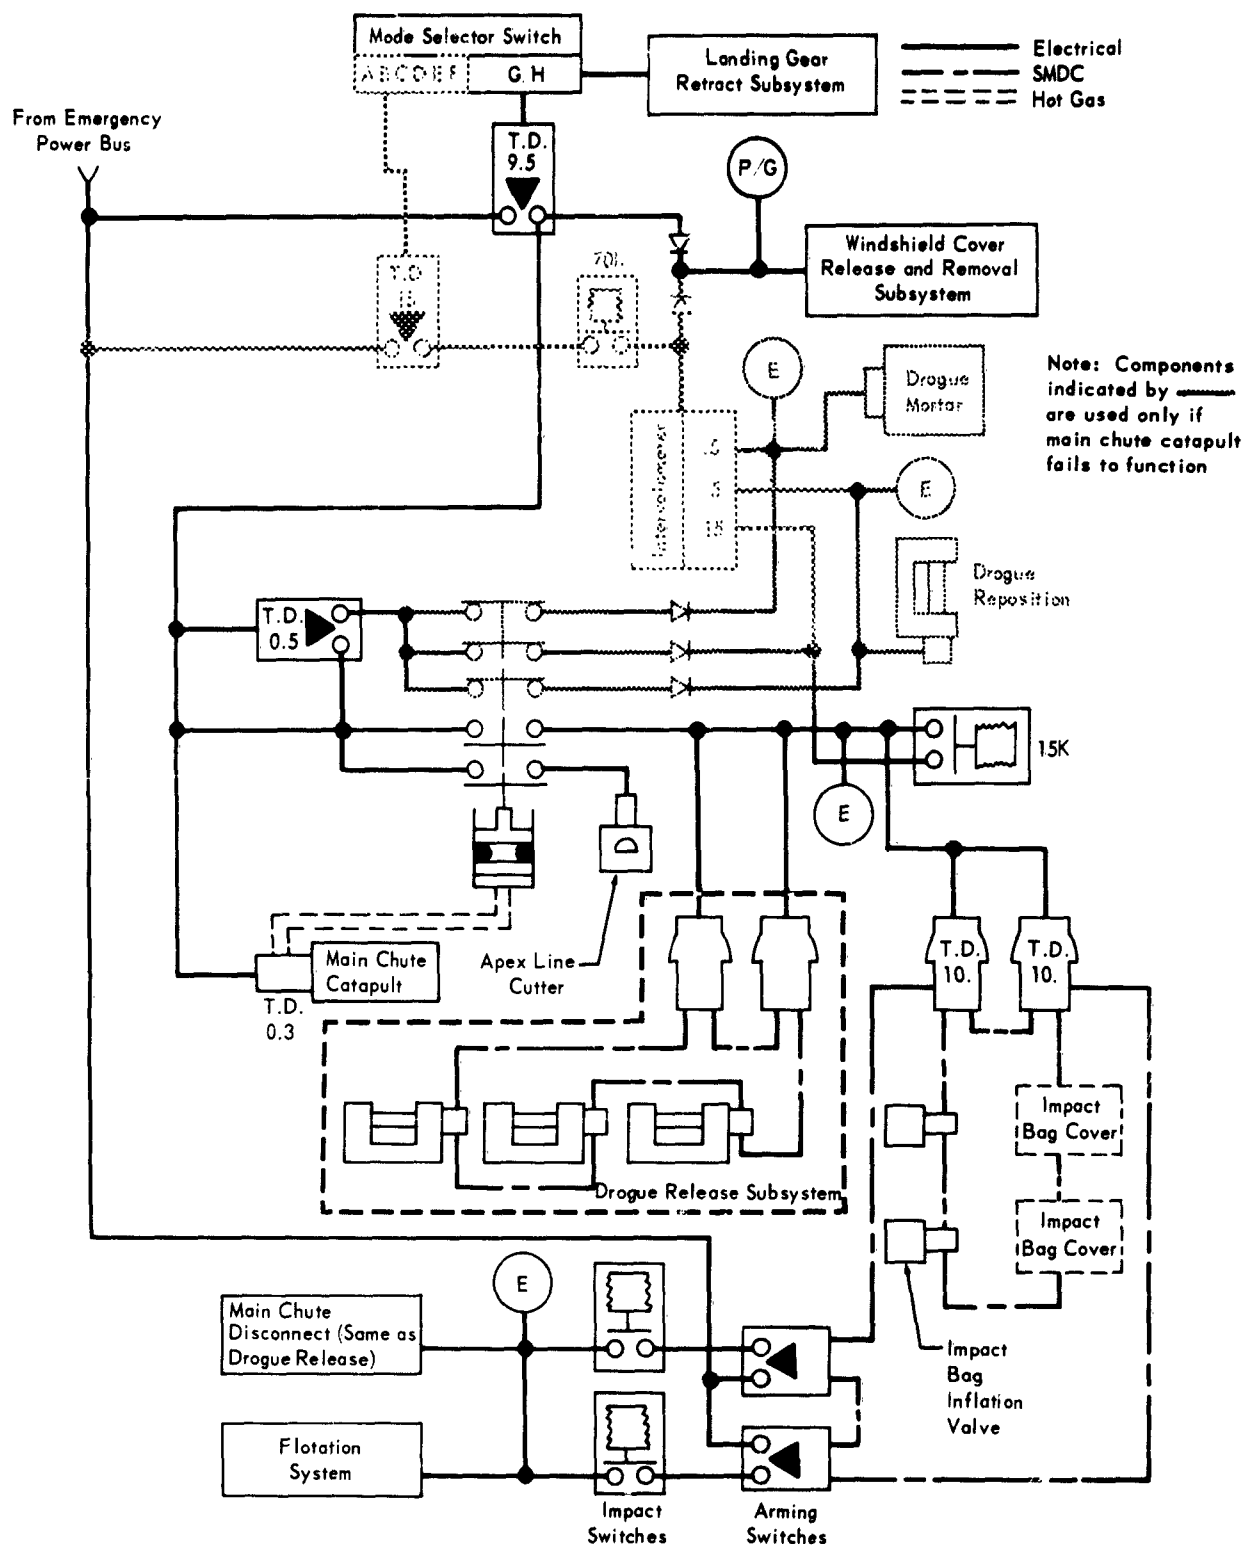 Mode Selector Switch
A B C D E F
G. H
Landing Gear
Retract Subsystem
Electrical
SMDC
Hot Gas
From Emergency
Power Bus
T.D.
9.5
P/G
Windshield Cover
Release and Removal
Subsystem
T.D
E
Drogue
Mortar
Note: Components
indicated by
are used only if
main chute catapult
fails to function
Intervalometer
.5
E
Drogue
Reposition
T.D.
0.5
15K
E
Main Chute
Catapult
T.D.
0.3
Apex Line
Cutter
T.D.
10.
T.D.
10.
Impact
Bag Cover
Drogue Release Subsystem
Impact
Bag Cover
E
Main Chute
Disconnect (Same as
Drogue Release)
Impact
Bag
Inflation
Valve
Flotation
System
Impact
Switches
Arming
Switches